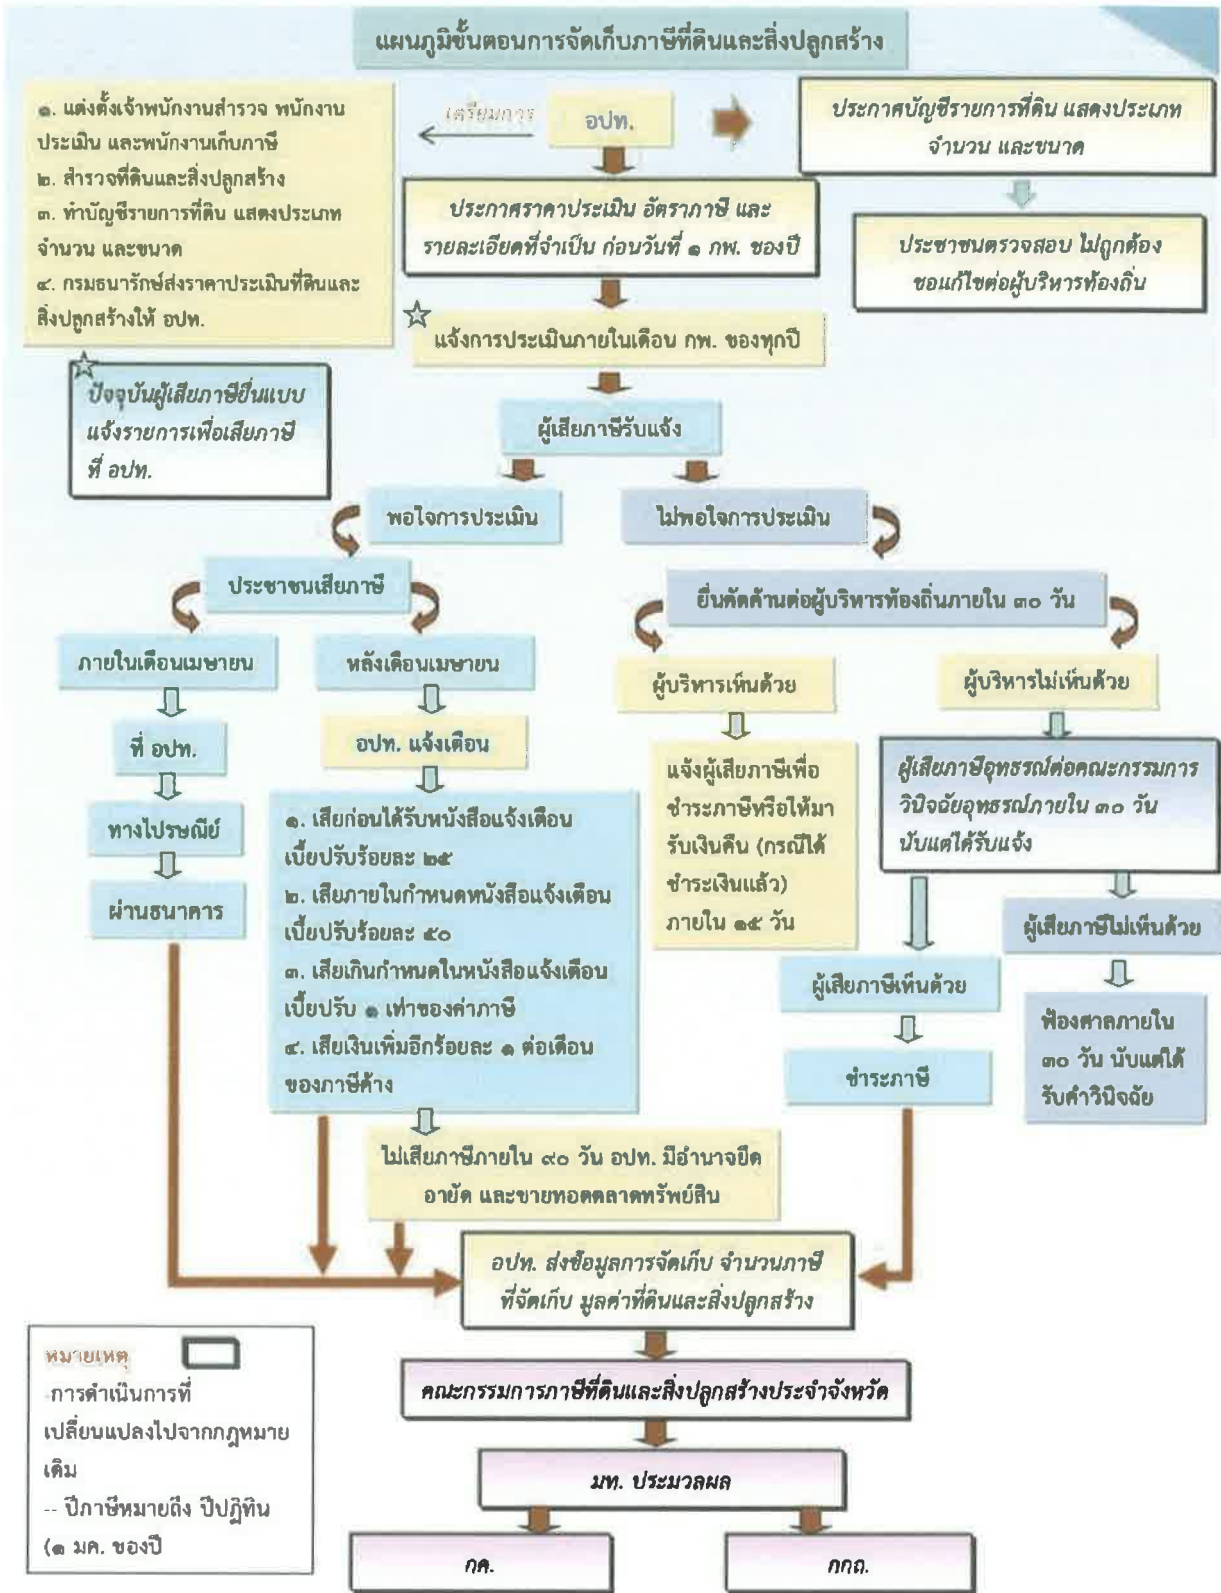 แผนภูมิขั้นตอนการจัดเก็บภาษีที่ดินและสิ่งปลูกสร้าง
๑. แต่งตั้งเจ้าพนักงานสำรวจ พนักงาน
ประเมิน และพนักงานเก็บภาษี
๒. สำรวจที่ดินและสิ่งปลูกสร้าง
๓. ทำบัญชีรายการที่ดิน แสดงประเภท
จำนวน และขนาด
๔. กรมธนารักษ์ส่งราคาประเมินที่ดินและ
สิ่งปลูกสร้างให้ อปท.
เตรียมการ
อปท.
ประกาศบัญชีรายการที่ดิน แสดงประเภท
จำนวน และขนาด
ประกาศราคาประเมิน อัตราภาษี และ
รายละเอียดที่จำเป็น ก่อนวันที่ ๑ กพ. ของปี
ประชาชนตรวจสอบ ไม่ถูกต้อง
ขอแก้ไขต่อผู้บริหารท้องถิ่น
แจ้งการประเมินภายในเดือน กพ. ของทุกปี
ปัจจุบันผู้เสียภาษียื่นแบบ
แจ้งรายการเพื่อเสียภาษี
ที่ อปท.
ผู้เสียภาษีรับแจ้ง
พอใจการประเมิน
ไม่พอใจการประเมิน
ประชาชนเสียภาษี
ยื่นคัดค้านต่อผู้บริหารท้องถิ่นภายใน ๓๐ วัน
ภายในเดือนเมษายน
หลังเดือนเมษายน
ผู้บริหารเห็นด้วย
ผู้บริหารไม่เห็นด้วย
ที่ อปท.
อปท. แจ้งเตือน
ทางไปรษณีย์
ผ่านธนาคาร
๑. เสียก่อนได้รับหนังสือแจ้งเตือน
เบี้ยปรับร้อยละ ๒๕
๒. เสียภายในกำหนดหนังสือแจ้งเตือน
เบี้ยปรับร้อยละ ๕๐
๓. เสียเกินกำหนดในหนังสือแจ้งเตือน
เบี้ยปรับ ๑ เท่าของค่าภาษี
๔. เสียเงินเพิ่มอีกร้อยละ ๑ ต่อเดือน
ของภาษีค้าง
แจ้งผู้เสียภาษีเพื่อ
ชำระภาษีหรือให้มา
รับเงินคืน (กรณีได้
ชำระเงินแล้ว)
ภายใน ๑๕ วัน
ผู้เสียภาษีอุทธรณ์ต่อคณะกรรมการ
วินิจฉัยอุทธรณ์ภายใน ๓๐ วัน
นับแต่ได้รับแจ้ง
ผู้เสียภาษีไม่เห็นด้วย
ผู้เสียภาษีเห็นด้วย
ฟ้องศาลภายใน
๓๐ วัน นับแต่ได้
รับคำวินิจฉัย
ชำระภาษี
ไม่เสียภาษีภายใน ๙๐ วัน อปท. มีอำนาจยึด
อายัด และขายทอดตลาดทรัพย์สิน
อปท. ส่งข้อมูลการจัดเก็บ จำนวนภาษี
ที่จัดเก็บ มูลค่าที่ดินและสิ่งปลูกสร้าง
คณะกรรมการภาษีที่ดินและสิ่งปลูกสร้างประจำจังหวัด
มท. ประมวลผล
กค.
กกถ.
หมายเหตุ
-การดำเนินการที่
เปลี่ยนแปลงไปจากกฎหมาย
เดิม
-- ปีภาษีหมายถึง ปีปฏิทิน
(๑ มค. ของปี